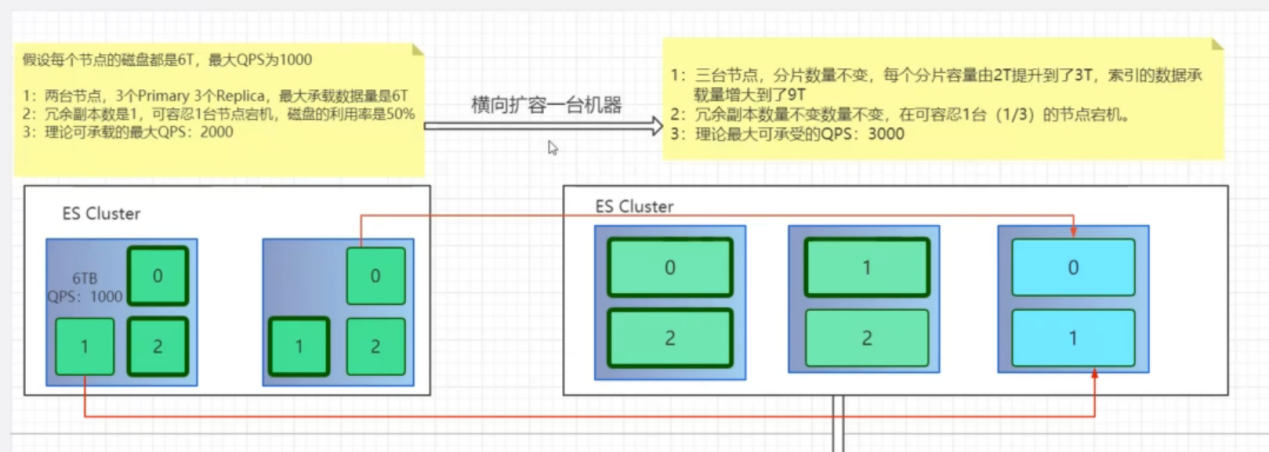 假设每个节点的磁盘都是6T，最大QPS为1000
1：两台节点，3个Primary 3个Replica，最大承载数据量是6T
2：冗余副本数是1，可容忍1台节点宕机，磁盘的利用率是50%
3：理论可承载的最大QPS：2000
横向扩容一台机器
1：三台节点，分片数量不变，每个分片容量由2T提升到了3T，索引的数据承
载量增大到了9T
2：冗余副本数量不变数量不变，在可容忍1台（1/3）的节点宕机。
3：理论最大可承受的QPS：3000
ES Cluster
6TB
QPS：1000
0
1
2
0
1
2
ES Cluster
0
2
1
2
0
1